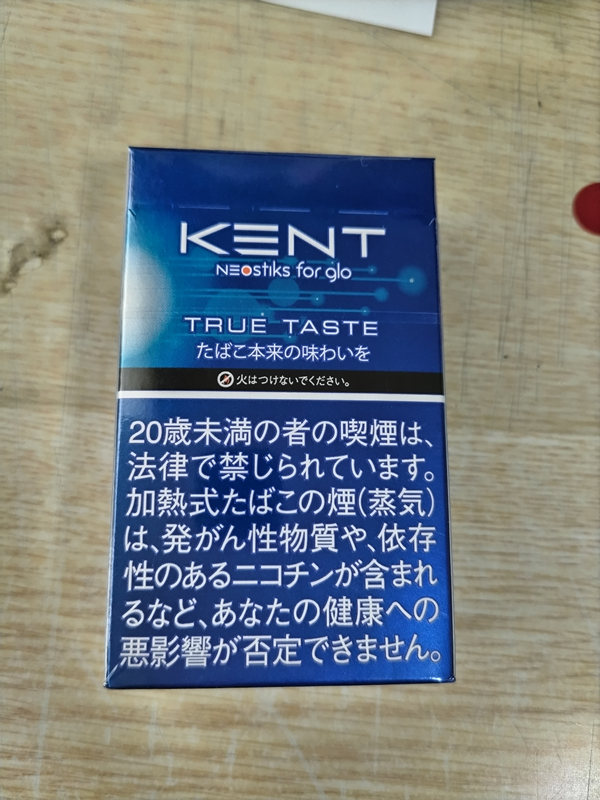 KENT
NEOSTIKS for glo
TRUE TASTE
たばこ本来の味わいを
火はつけないでください。
20歳未満の者の喫煙は、
法律で禁じられています。
加熱式たばこの煙(蒸気)
は、発がん性物質や、依存
性のあるニコチンが含まれ
るなど、あなたの健康への
悪影響が否定できません。